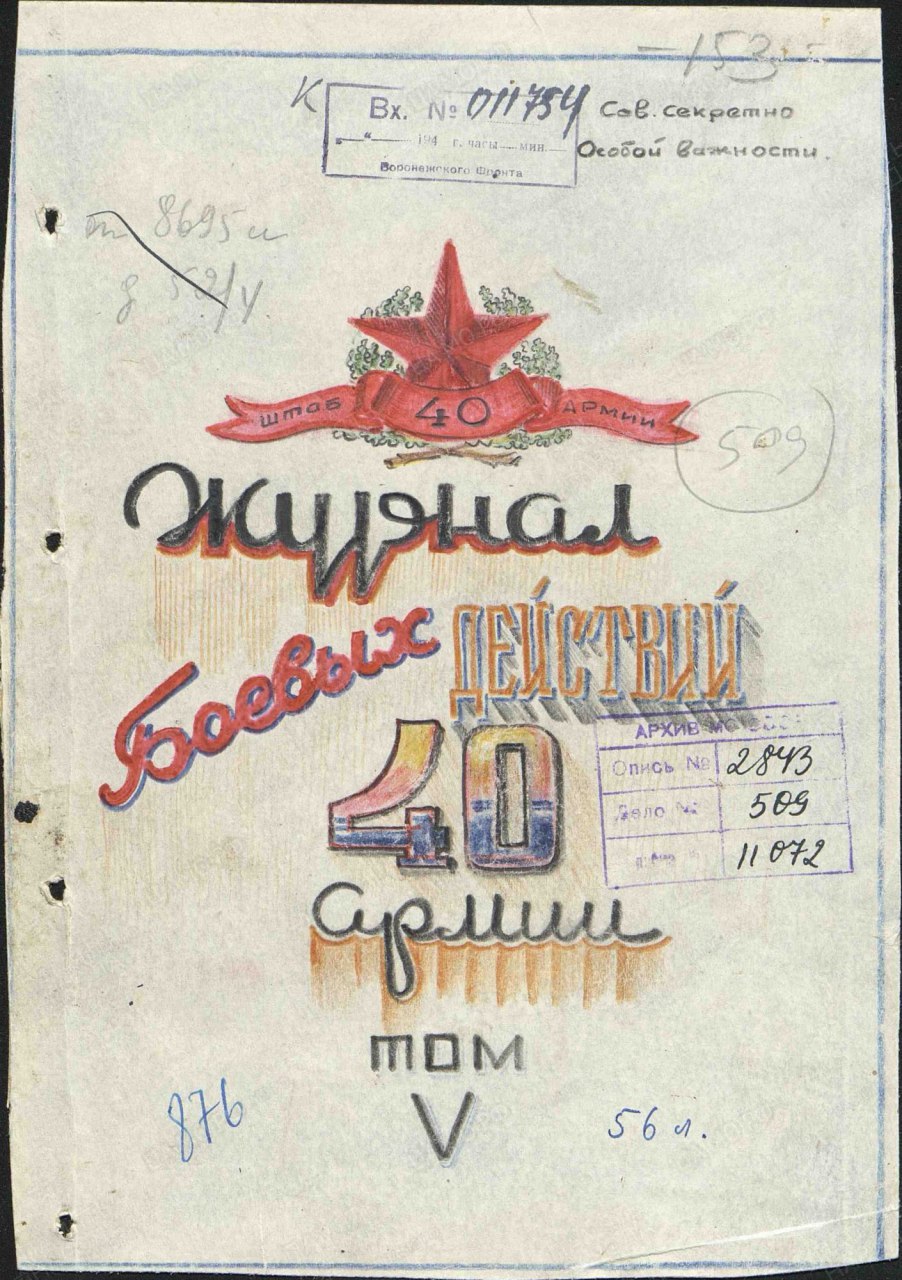 - 153 -
К
Вх. № 011754
"—" — 194 г. часы — мин.
Воронежского Фронта
Сов. секретно
Особой важности.
8695
509
ШТАБ 40 АРМИИ
Журнал
Боевых ДЕЙСТВИЙ
40
Армии
ТОМ
V
АРХИВ
Опись № 2843
Дело № 509
11072
876
56 л.